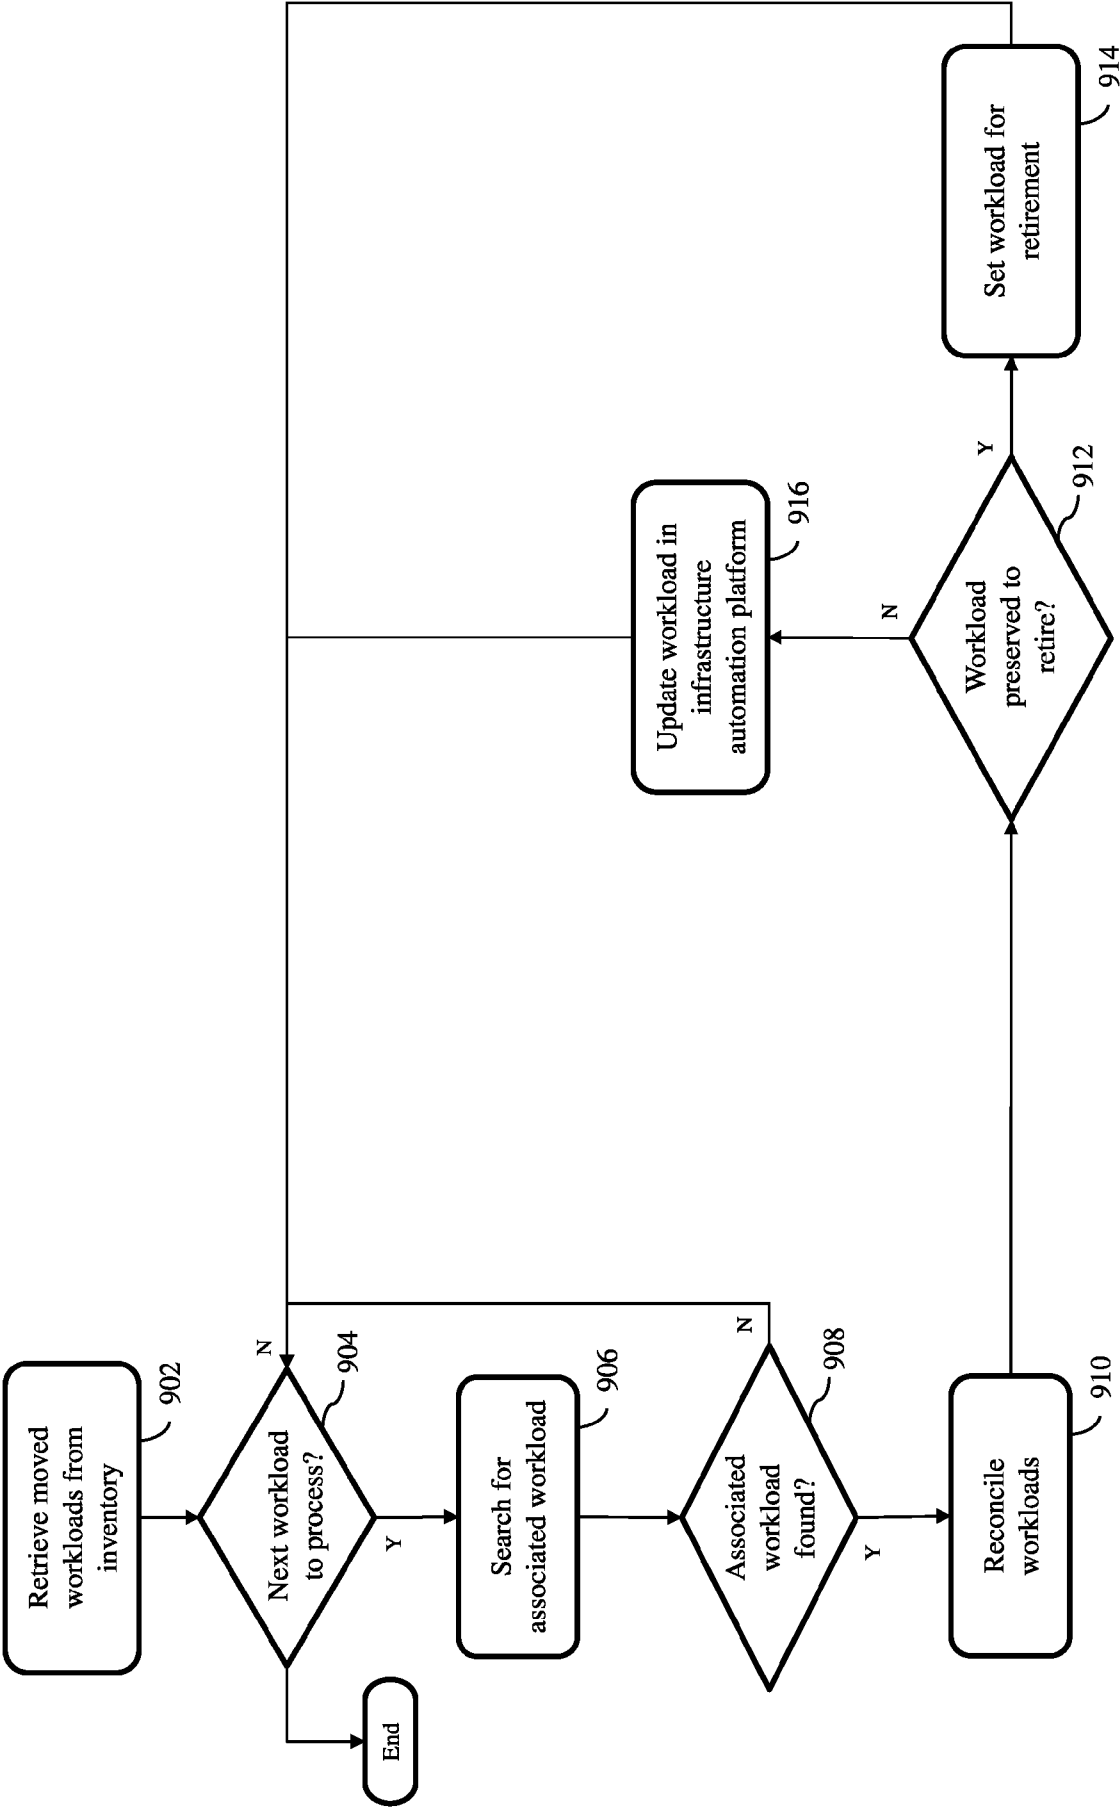 Retrieve moved
workloads from
inventory
902
N
Next workload
to process?
904
Y
End
Search for
associated workload
906
N
Associated
workload
found?
908
Y
Reconcile
workloads
910
Workload
preserved to
retire?
912
N
Y
Update workload in
infrastructure
automation platform
916
Set workload for
retirement
914